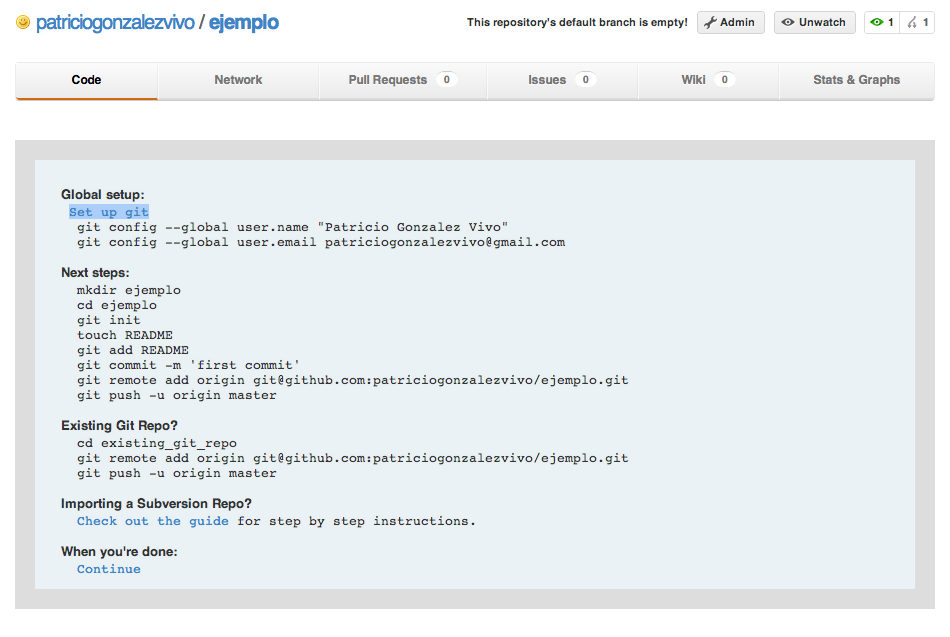 patriciogonzalezvivo / ejemplo
This repository's default branch is empty! Admin Unwatch 1 1
Code Network Pull Requests 0 Issues 0 Wiki 0 Stats & Graphs
Global setup:
Set up git
git config --global user.name "Patricio Gonzalez Vivo"
git config --global user.email patriciogonzalezvivo@gmail.com
Next steps:
mkdir ejemplo
cd ejemplo
git init
touch README
git add README
git commit -m 'first commit'
git remote add origin git@github.com:patriciogonzalezvivo/ejemplo.git
git push -u origin master
Existing Git Repo?
cd existing_git_repo
git remote add origin git@github.com:patriciogonzalezvivo/ejemplo.git
git push -u origin master
Importing a Subversion Repo?
Check out the guide for step by step instructions.
When you're done:
Continue